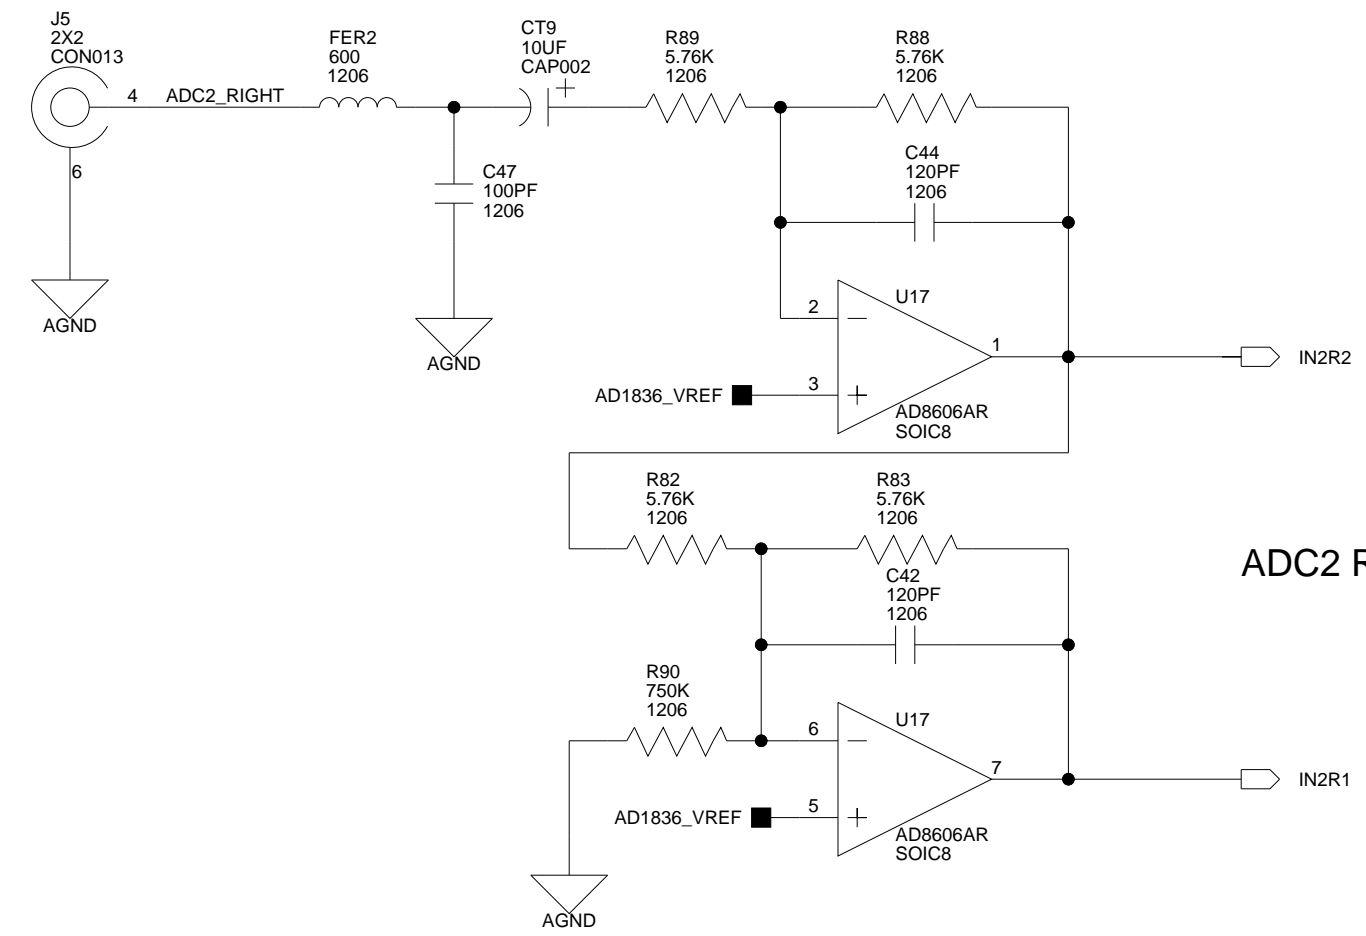 J5
2X2
CON013
4
ADC2_RIGHT
6
AGND
FER2
600
1206
CT9
10UF
CAP002
+
C47
100PF
1206
AGND
R89
5.76K
1206
R88
5.76K
1206
C44
120PF
1206
2
U17
1
IN2R2
AD1836_VREF
3
AD8606AR
SOIC8
R82
5.76K
1206
R83
5.76K
1206
ADC2 R
C42
120PF
1206
R90
750K
1206
6
U17
7
IN2R1
AD1836_VREF
5
AD8606AR
SOIC8
AGND